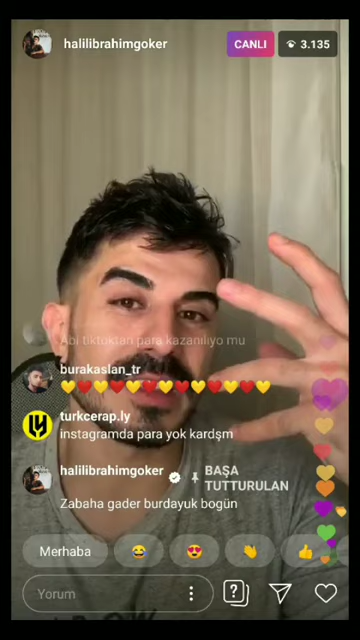 halilibrahimgoker
CANLI
3.135
Abi tiktoktan para kazanılıyo mu
burakaslan_tr
💛❤️💛❤️💛❤️💛❤️💛❤️💛❤️💛
turkcerap.ly
instagramda para yok kardşm
halilibrahimgoker BAŞA
TUTTURULAN
Zabaha gader burdayuk bogün
Merhaba 😂 😍 👏 👍
Yorum